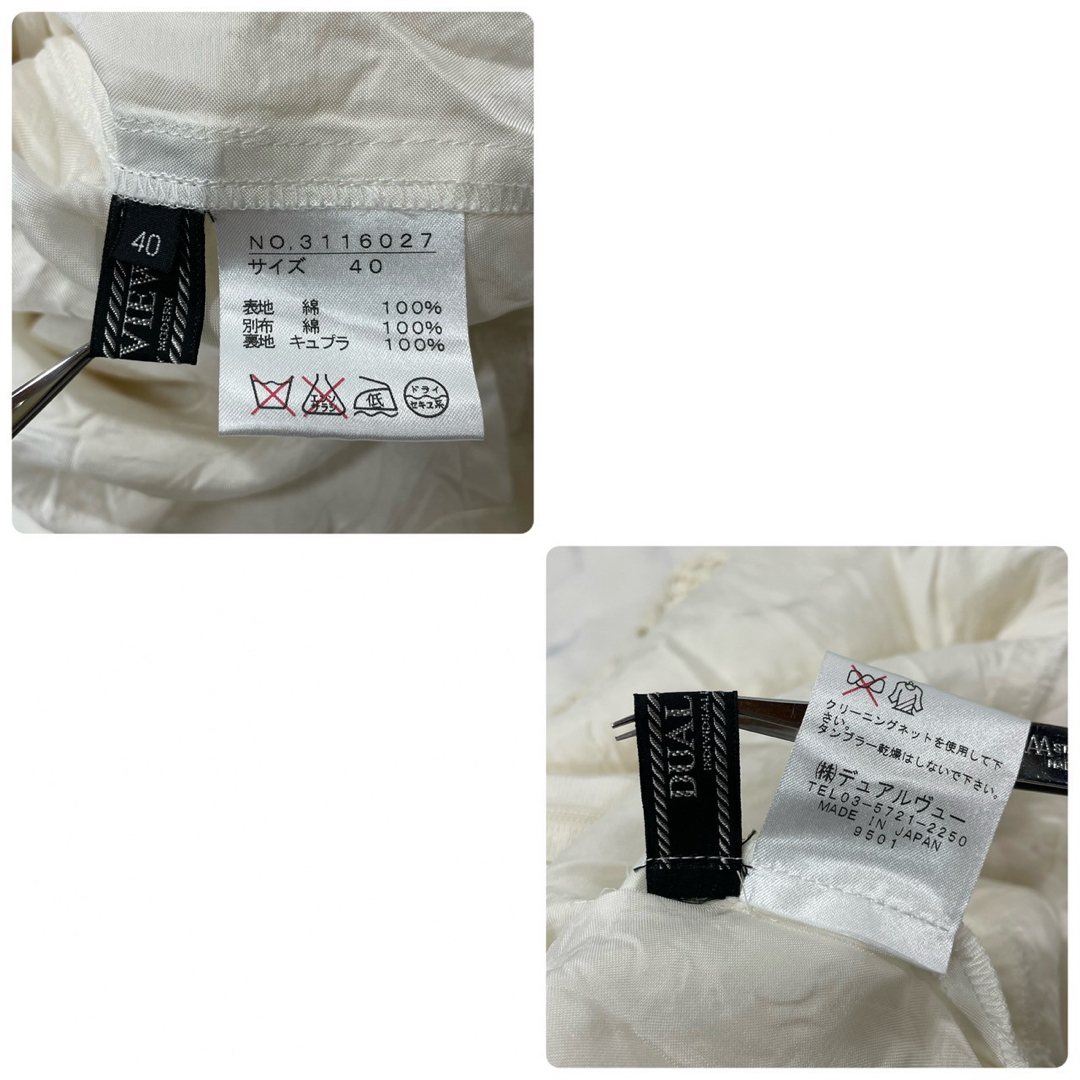 40
VIEW
MODERN
NO,3116027
サイズ 40
表地 綿 100%
別布 綿 100%
裏地 キュプラ 100%
エンソ
サラシ
低
ドライ
セキユ系
DUAL
INDIVIDUAL
クリーニングネットを使用して下
さい。
タンブラー乾燥はしないで下さい。
㈱デュアルヴュー
TEL03-5721-2250
MADE IN JAPAN
9501